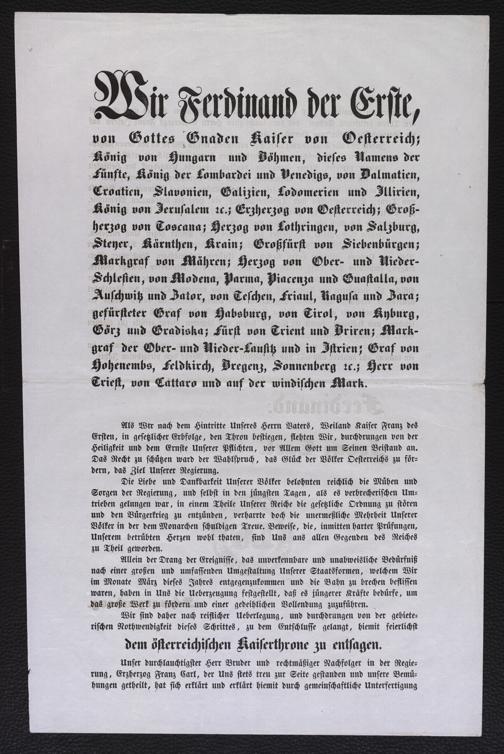 Wir Ferdinand der Erste,
von Gottes Gnaden Kaiser von Oesterreich;
König von Hungarn und Böhmen, dieses Namens der
Fünfte, König der Lombardei und Venedigs, von Dalmatien,
Croatien, Slavonien, Galizien, Lodomerien und Illirien,
König von Jerusalem ꝛc.; Erzherzog von Oesterreich; Groß-
herzog von Toscana; Herzog von Lothringen, von Salzburg,
Steyer, Kärnthen, Krain; Großfürst von Siebenbürgen;
Markgraf von Mähren; Herzog von Ober- und Nieder-
Schlesien, von Modena, Parma, Piacenza und Guastalla, von
Auschwitz und Zator, von Teschen, Friaul, Ragusa und Zara;
gefürsteter Graf von Habsburg, von Tirol, von Kyburg,
Görz und Gradiska; Fürst von Trient und Brixen; Mark-
graf der Ober- und Nieder-Lausitz und in Istrien; Graf von
Hohenembs, Feldkirch, Bregenz, Sonnenberg ꝛc.; Herr von
Triest, von Cattaro und auf der windischen Mark.
Als Wir nach dem Hintritte Unseres Herrn Vaters, Weiland Kaiser Franz des
Ersten, in gesetzlicher Erbfolge, den Thron bestiegen, flehten Wir, durchdrungen von der
Heiligkeit und dem Ernste Unserer Pflichten, vor Allem Gott um Seinen Beistand an.
Das Recht zu schützen ward der Wahlspruch, das Glück der Völker Oesterreichs zu för-
dern, das Ziel Unserer Regierung.
Die Liebe und Dankbarkeit Unserer Völker belohnten reichlich die Mühen und
Sorgen der Regierung, und selbst in den jüngsten Tagen, als es verbrecherischen Um-
trieben gelungen war, in einem Theile Unserer Reiche die gesetzliche Ordnung zu stören
und den Bürgerkrieg zu entzünden, verharrte doch die unermeßliche Mehrheit Unserer
Völker in der dem Monarchen schuldigen Treue. Beweise, die, inmitten harter Prüfungen,
Unserem betrübten Herzen wohl thaten, sind Uns aus allen Gegenden des Reichs
zu Theil geworden.
Allein der Drang der Ereignisse, das unverkennbare und unabweisliche Bedürfniß
nach einer großen und umfassenden Umgestaltung Unserer Staatsformen, welchem Wir
im Monate März dieses Jahres entgegenzukommen und die Bahn zu brechen beflissen
waren, haben in Uns die Ueberzeugung festgestellt, daß es jüngerer Kräfte bedürfe, um
das große Werk zu fördern und einer gedeihlichen Vollendung zuzuführen.
Wir sind daher nach reiflicher Ueberlegung, und durchdrungen von der gebiete-
rischen Nothwendigkeit dieses Schrittes, zu dem Entschlusse gelangt, hiemit feierlichst
dem österreichischen Kaiserthrone zu entsagen.
Unser durchlauchtigster Herr Bruder und rechtmäßiger Nachfolger in der Regie-
rung, Erzherzog Franz Carl, der Uns stets treu zur Seite gestanden und unsere Bemü-
hungen getheilt, hat sich erklärt und erklärt hiemit durch gemeinschaftliche Unterfertigung